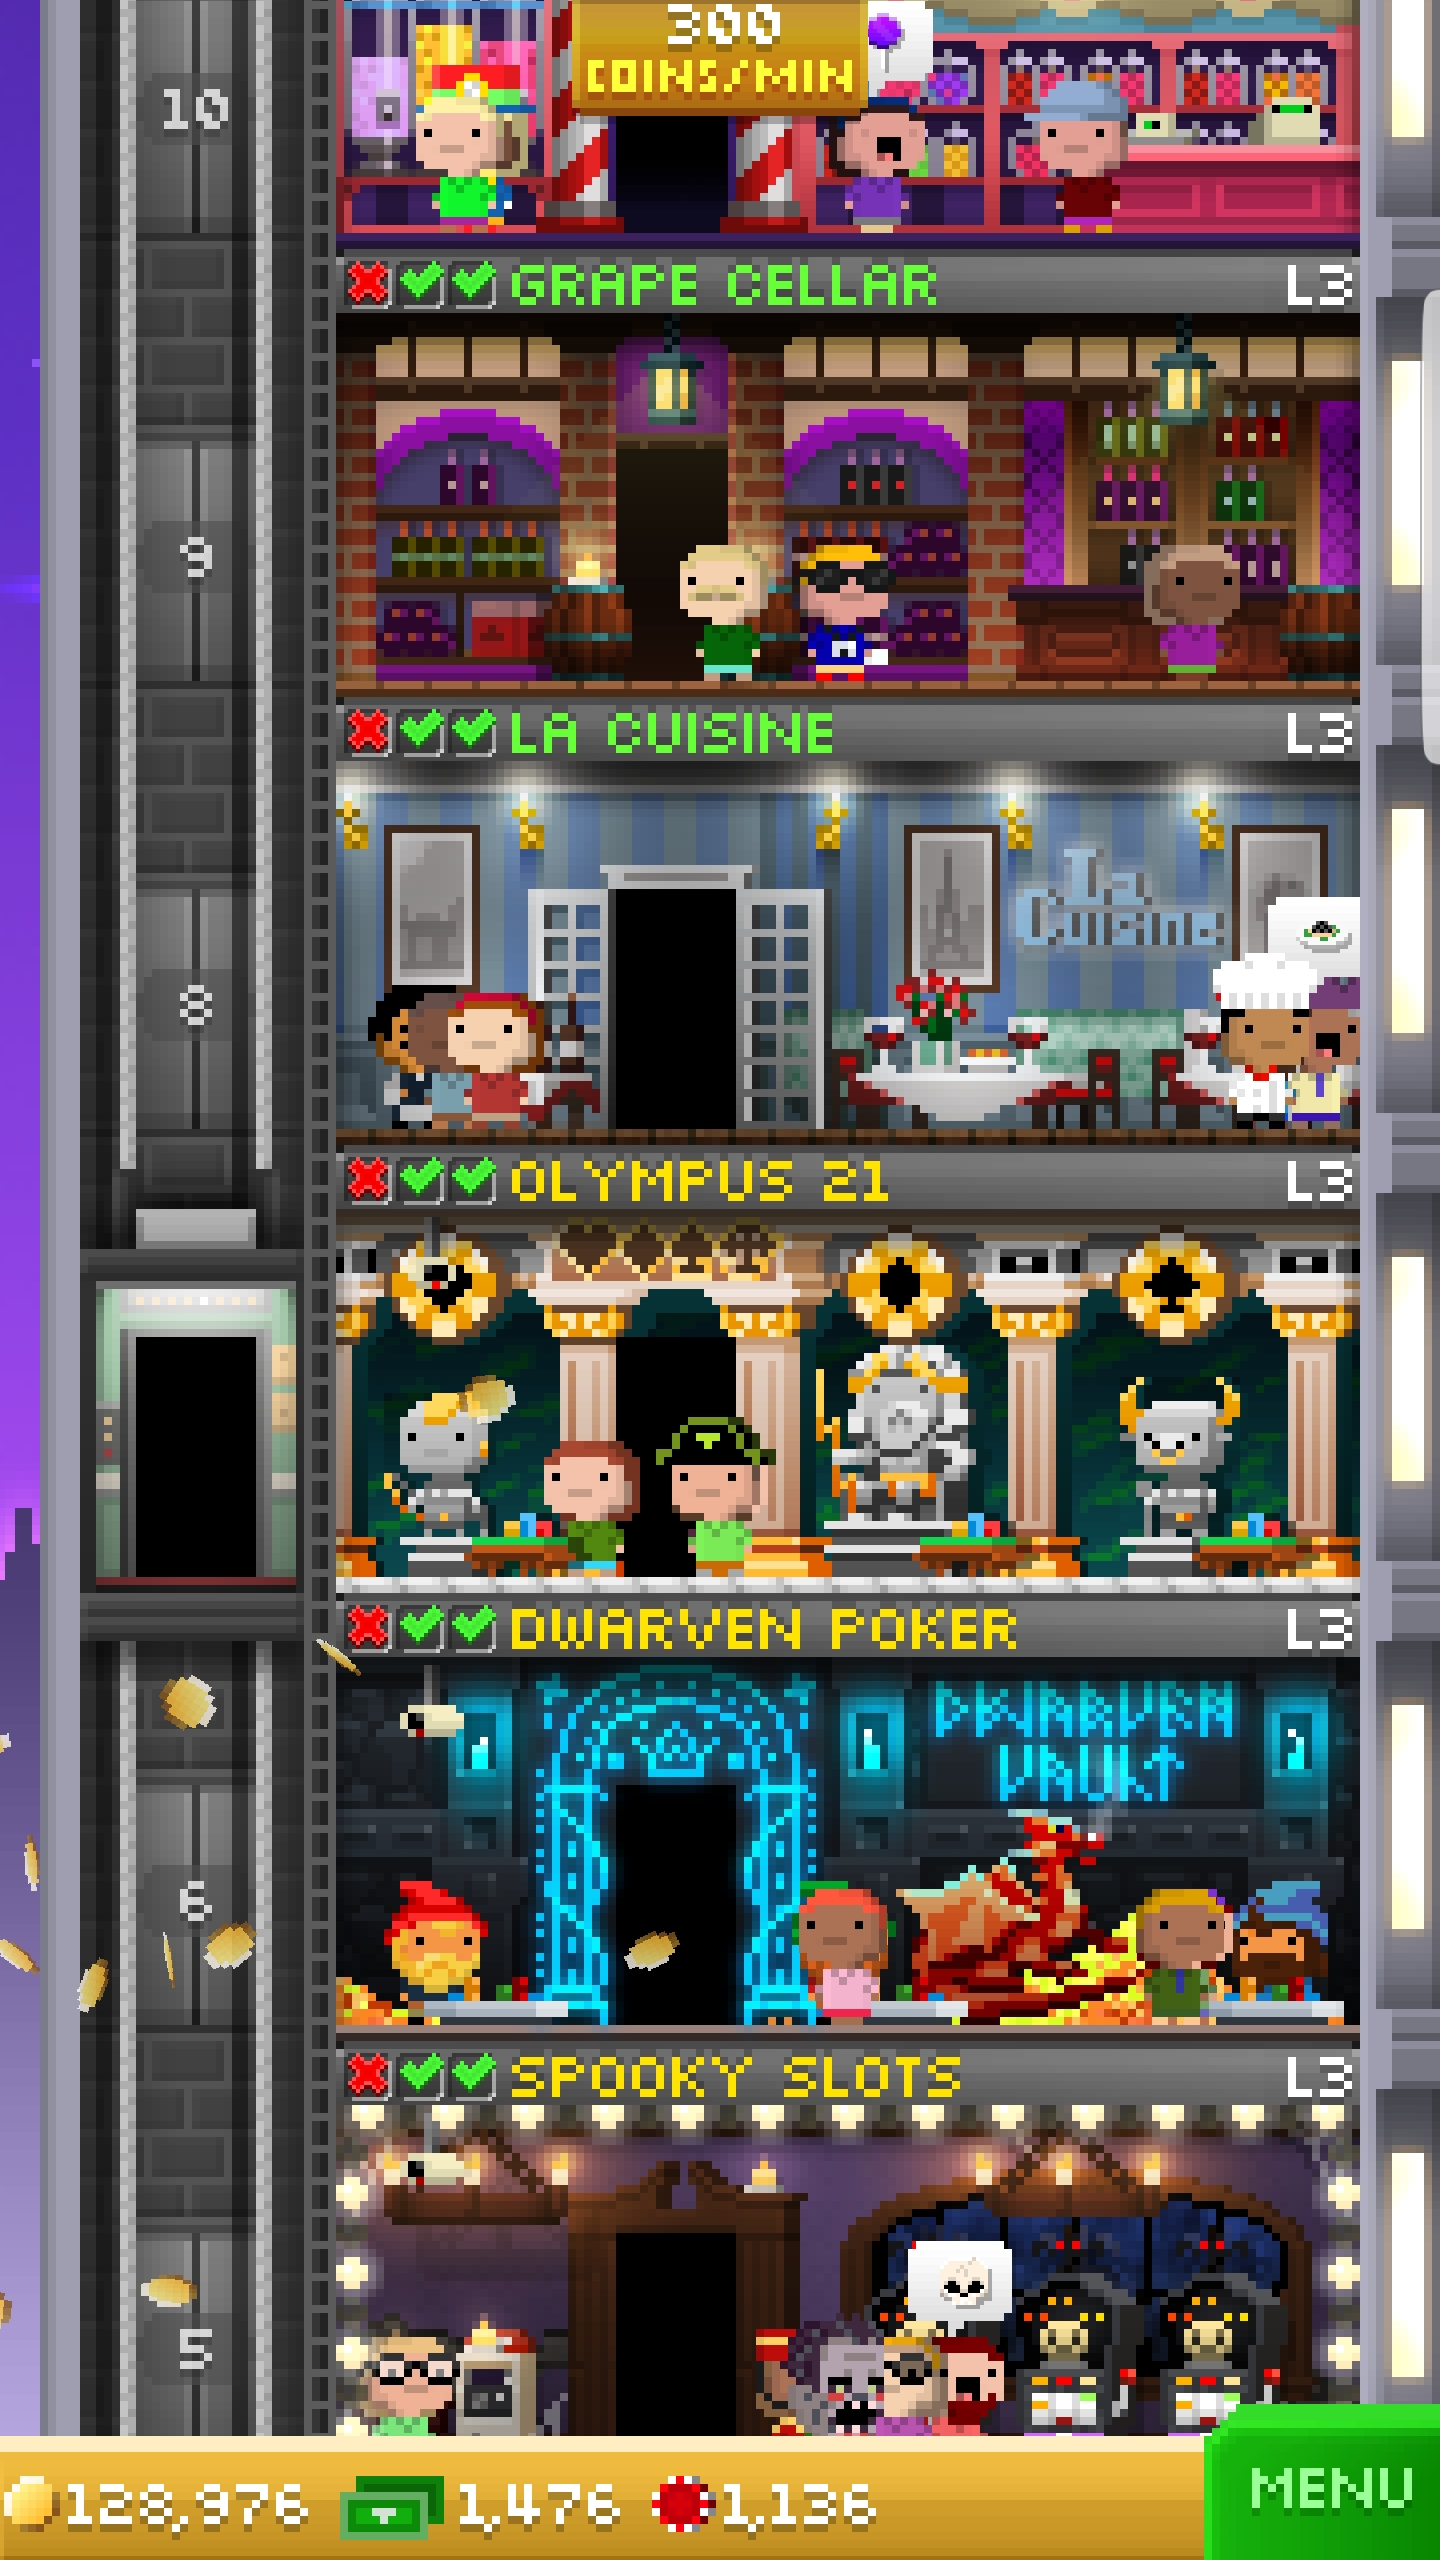 300
COINS/MIN
10
GRAPE CELLAR L3
9
LA CUISINE L3
La
Cuisine
8
OLYMPUS 21 L3
DWARVEN POKER L3
DWARVEN
VAULT
6
SPOOKY SLOTS L3
5
128,976 1,476 1,136
MENU